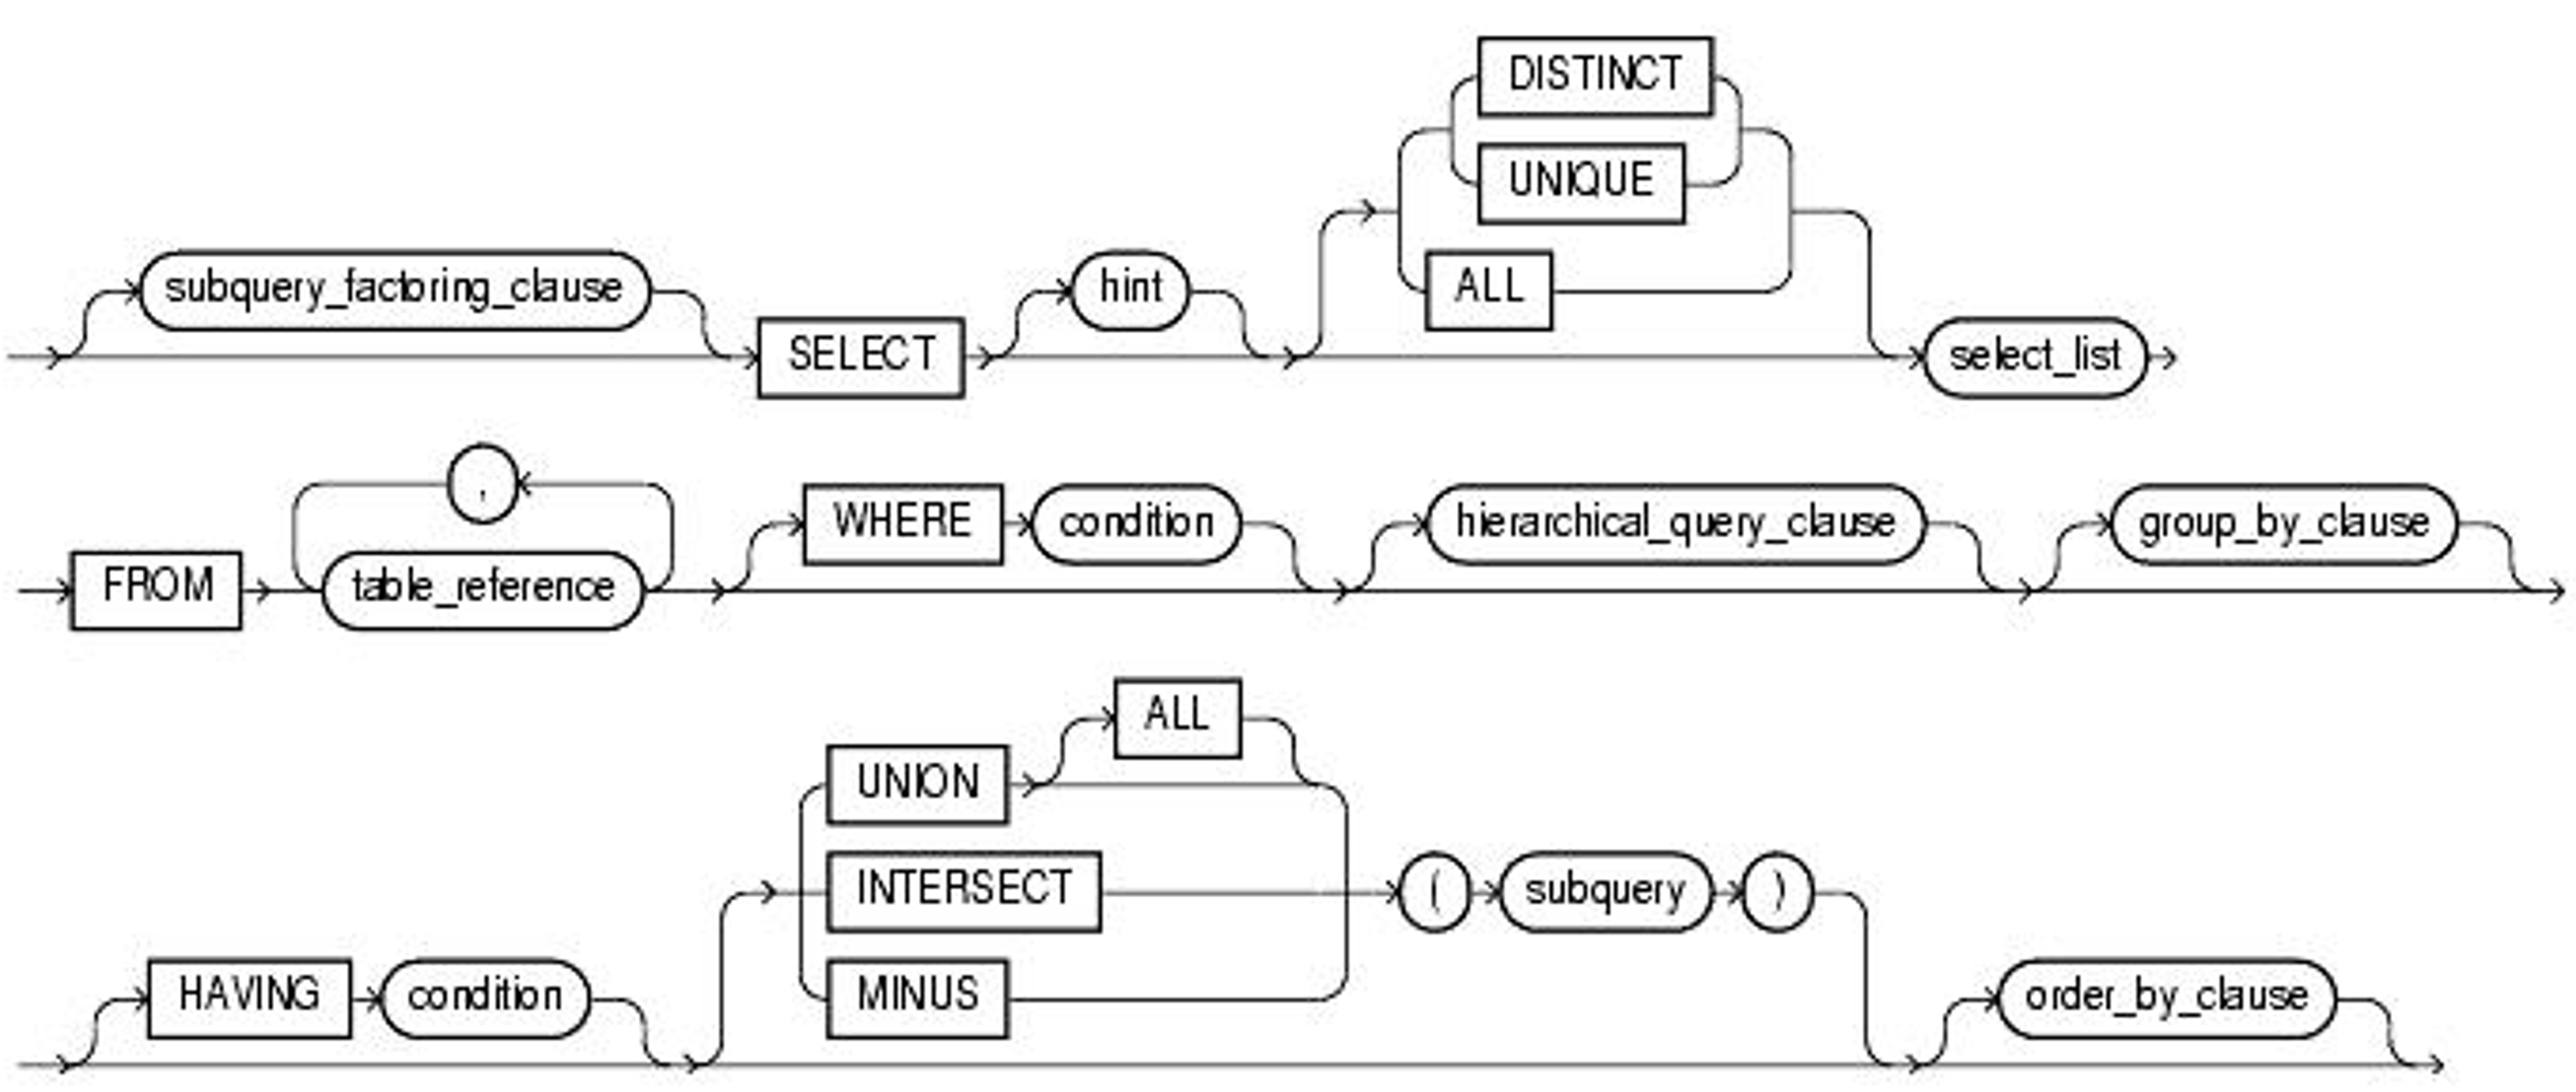 DISTINCT
UNIQUE
subquery_factoring_clause hint ALL
SELECT select_list
,
WHERE condition hierarchical_query_clause group_by_clause
FROM table_reference
ALL
UNION
INTERSECT ( subquery )
HAVING condition MINUS order_by_clause